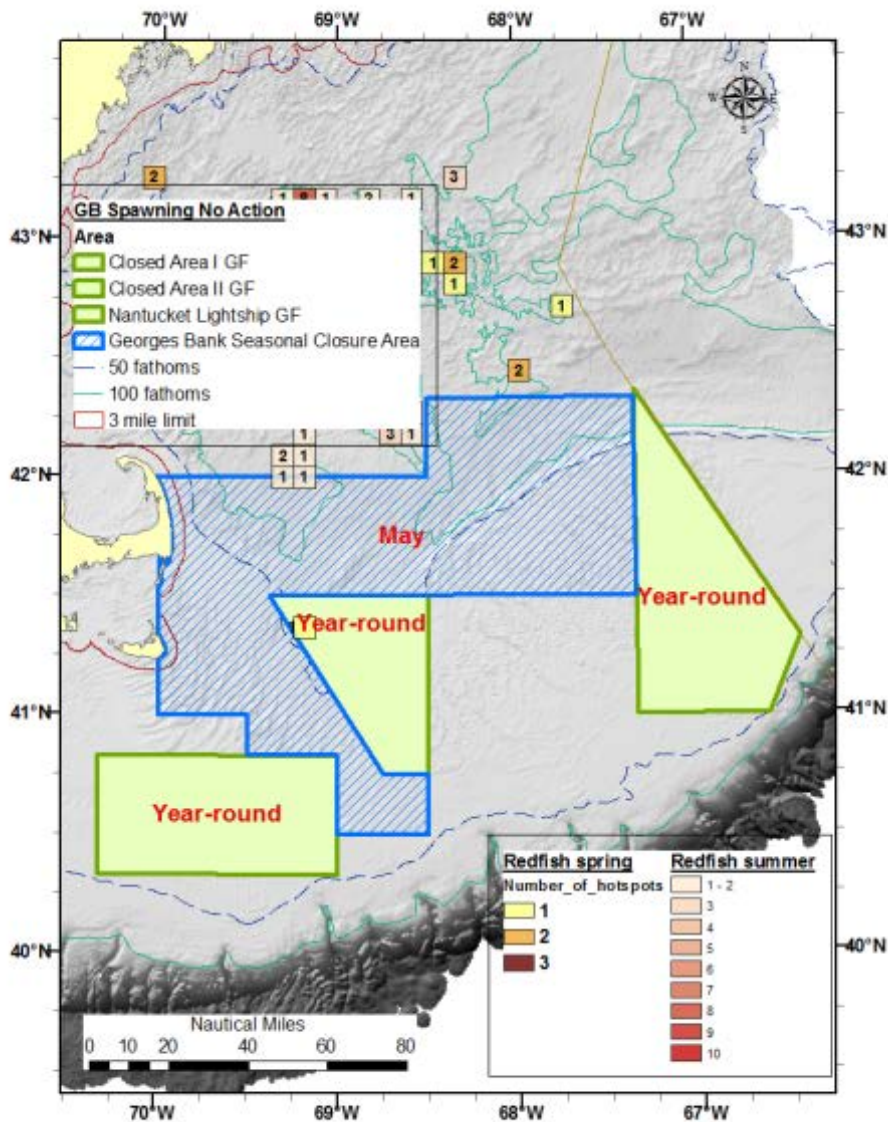 70°W 69°W 68°W 67°W
N
W E
S
2
3
1 1 2 1
43°N 43°N
GB Spawning No Action
Area
Closed Area I GF
Closed Area II GF
Nantucket Lightship GF
Georges Bank Seasonal Closure Area
50 fathoms
100 fathoms
3 mile limit
1 2
1
1
2
1
3 1
2 1
1 1
42°N 42°N
May
Year-round
Year-round
41°N 41°N
Year-round
Redfish spring
Number_of_hotspots
1
2
3
Redfish summer
1 - 2
3
4
5
6
7
8
9
10
40°N 40°N
Nautical Miles
0 5 10 20 40 60 80
70°W 69°W 68°W 67°W